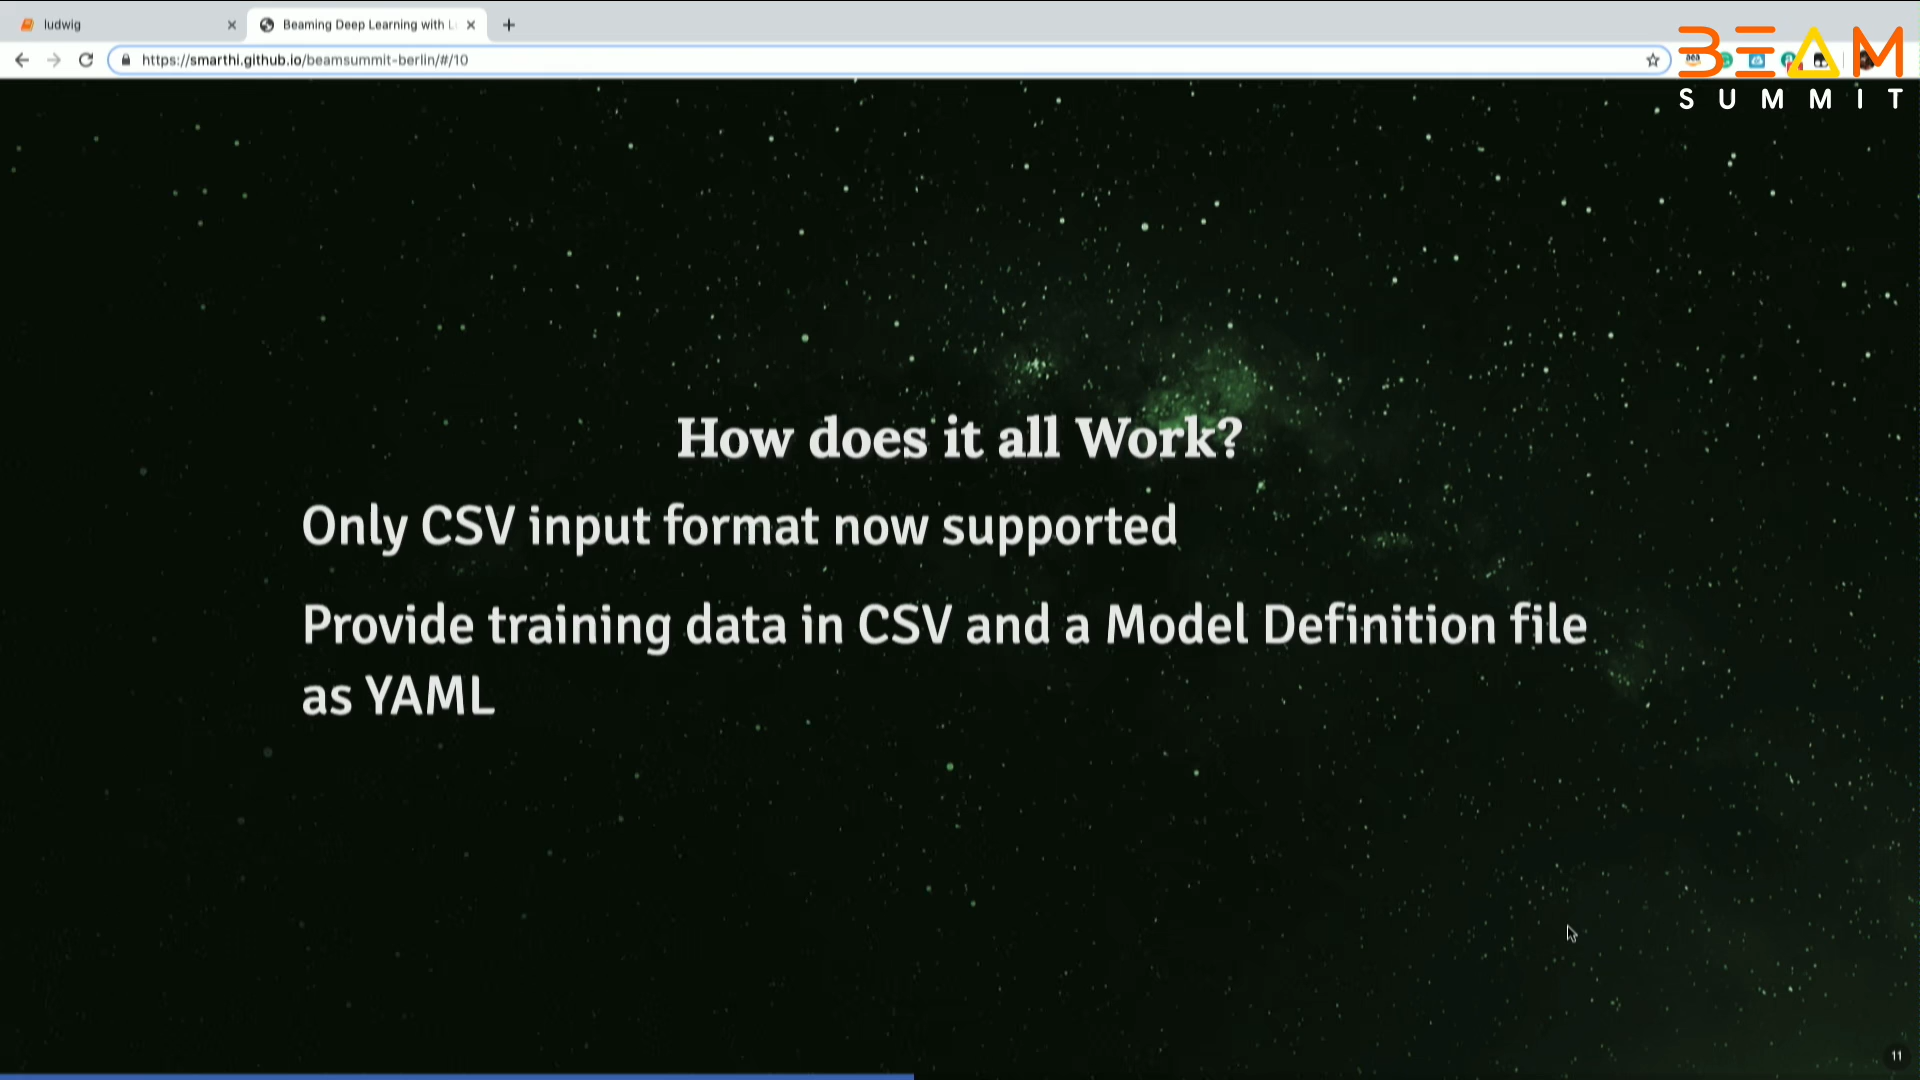 ludwig
Beaming Deep Learning with L
https://smarthi.github.io/beamsummit-berlin/#/10
BEAM
SUMMIT
How does it all Work?
Only CSV input format now supported
Provide training data in CSV and a Model Definition file
as YAML
11